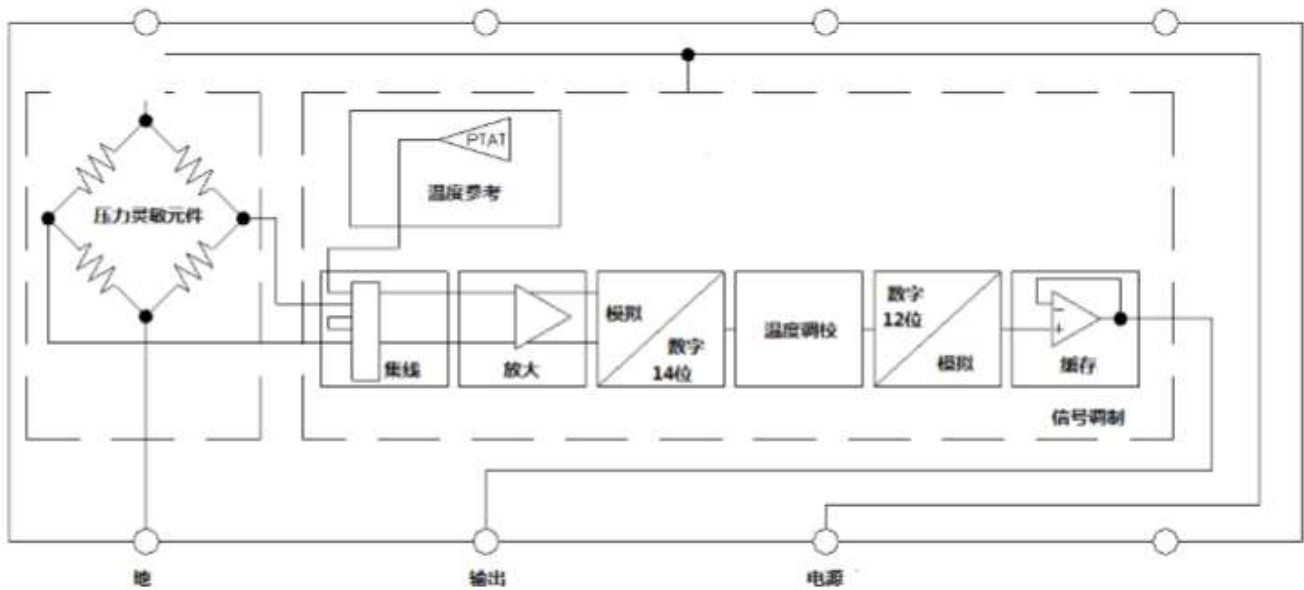 PTAT
温度参考
压力灵敏元件
集线
放大
模拟
数字
14位
温度调校
数字
12位
模拟
缓存
信号调制
地
输出
电源